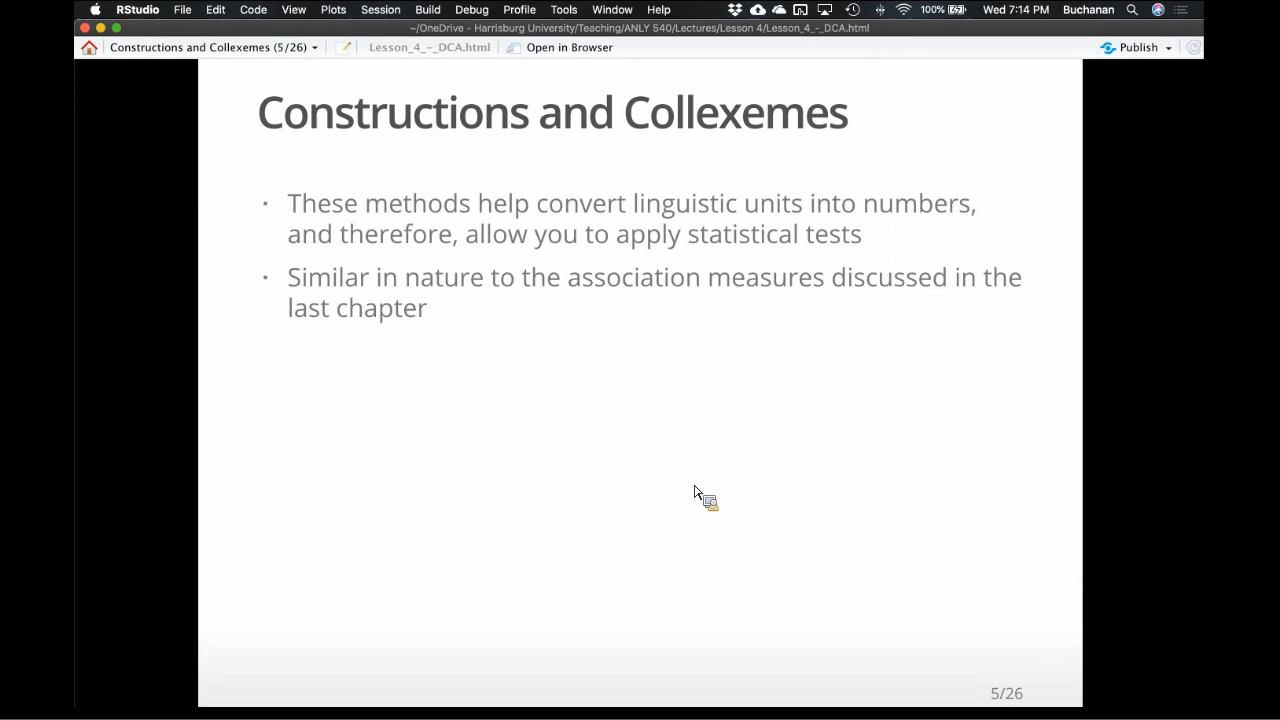 RStudio File Edit Code View Plots Session Build Debug Profile Tools Window Help 100% Wed 7:14 PM Buchanan
~/OneDrive - Harrisburg University/Teaching/ANLY 540/Lectures/Lesson 4/Lesson_4_-_DCA.html
Constructions and Collexemes (5/26) Lesson_4_-_DCA.html Open in Browser Publish
Constructions and Collexemes
· These methods help convert linguistic units into numbers,
and therefore, allow you to apply statistical tests
· Similar in nature to the association measures discussed in the
last chapter
5/26